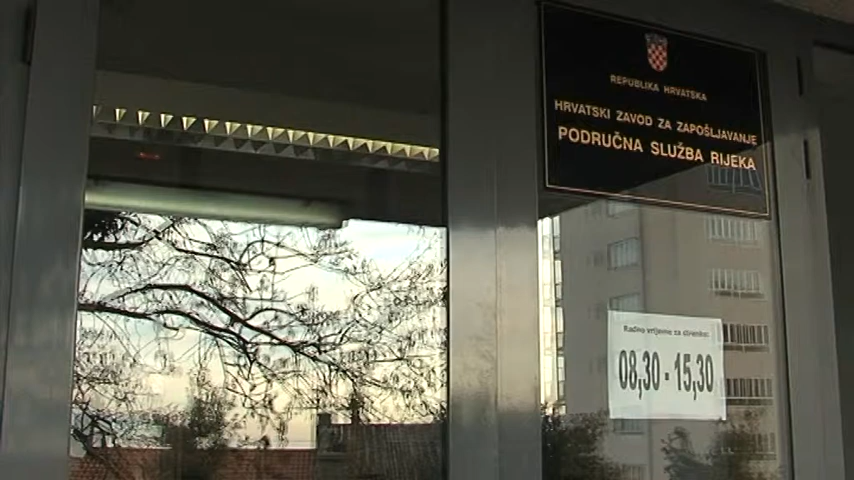 REPUBLIKA HRVATSKA
HRVATSKI ZAVOD ZA ZAPOŠLJAVANJE
PODRUČNA SLUŽBA RIJEKA
Radno vrijeme za stranke:
08,30 - 15,30